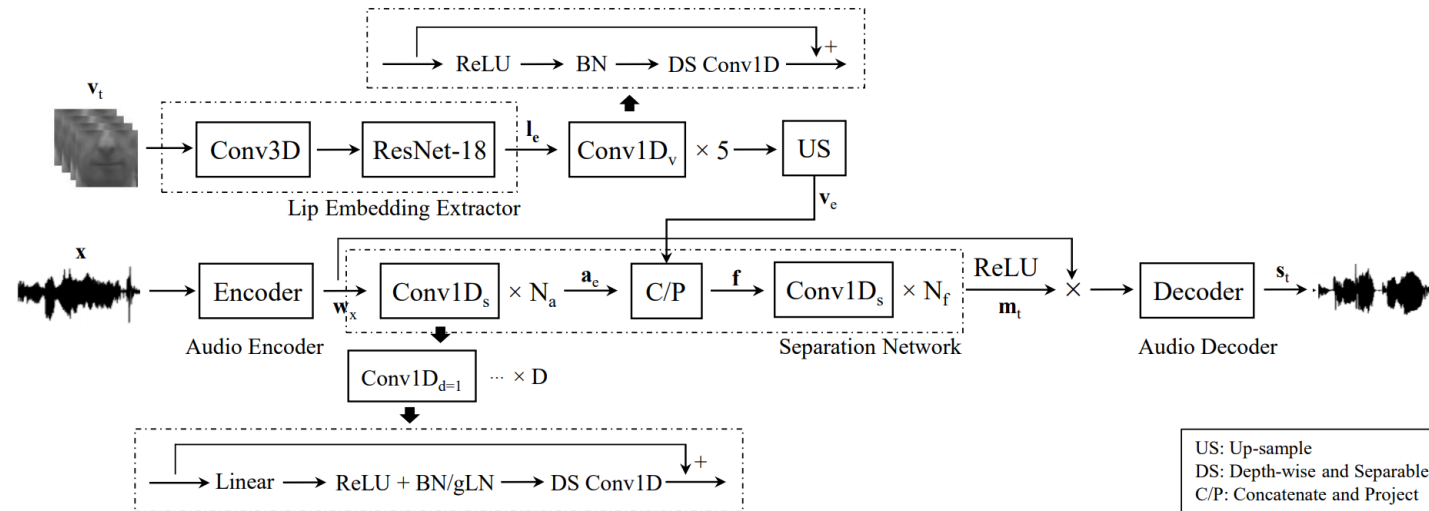 +
ReLU BN DS Conv1D
v_t
Conv3D ResNet-18 l_e Conv1D_v × 5 US
Lip Embedding Extractor
v_e
x
Encoder w_x Conv1D_s × N_a a_e C/P f Conv1D_s × N_f ReLU m_t × Decoder s_t
Audio Encoder Separation Network Audio Decoder
Conv1D_{d=1} ··· × D
+
Linear ReLU + BN/gLN DS Conv1D
US: Up-sample
DS: Depth-wise and Separable
C/P: Concatenate and Project